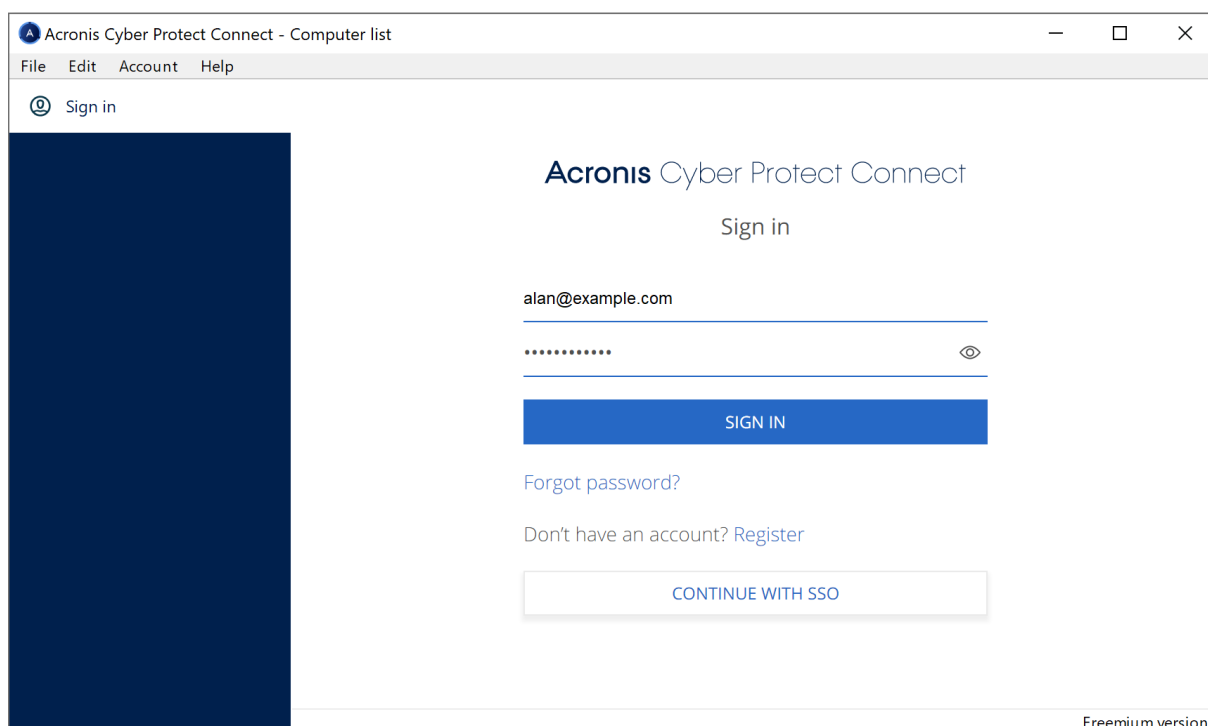 Acronis Cyber Protect Connect - Computer list
File Edit Account Help
Sign in
Acronis Cyber Protect Connect
Sign in
alan@example.com
••••••••••••
SIGN IN
Forgot password?
Don’t have an account? Register
CONTINUE WITH SSO
Freemium version